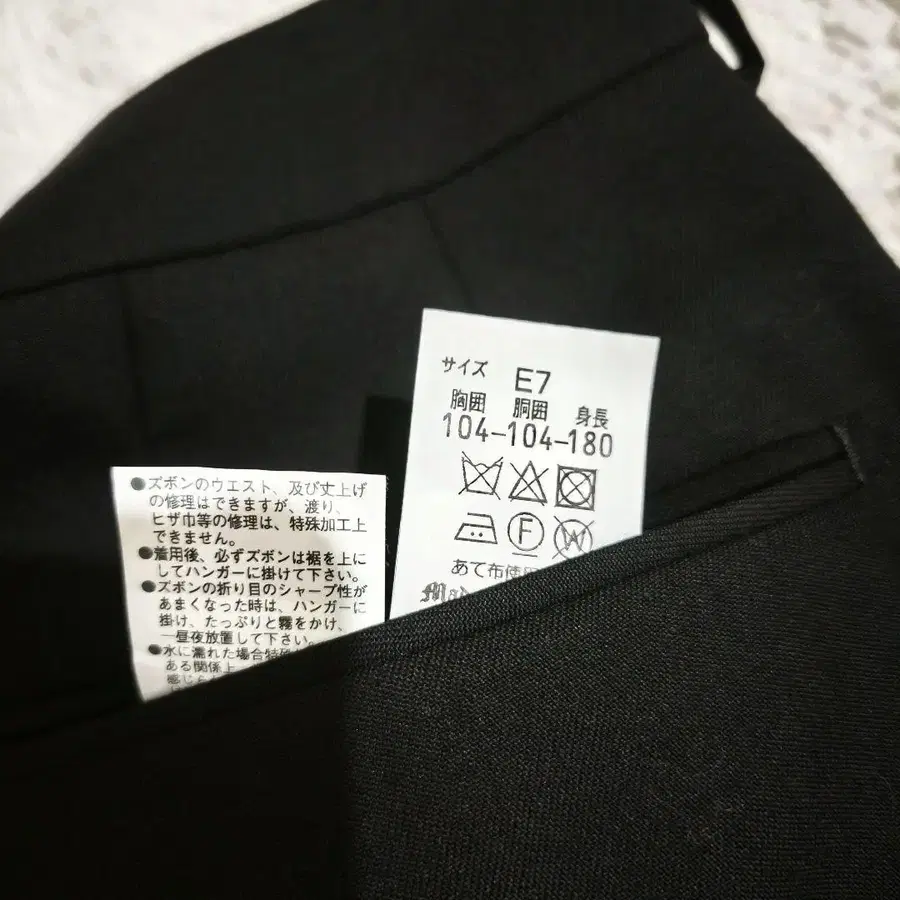 サイズ E7
胸囲 胴囲 身長
104-104-180
F
W
あて布使用
Mad
●ズボンのウエスト、及び丈上げ
の修理はできますが、渡り、
ヒザ巾等の修理は、特殊加工上
できません。
●着用後、必ずズボンは裾を上に
してハンガーに掛けて下さい。
●ズボンの折り目のシャープ性が
あまくなった時は、ハンガーに
掛け、たっぷりと霧をかけ、
一昼夜放置して下さい。
●水に濡れた場合特殊
ある関係上
感じら